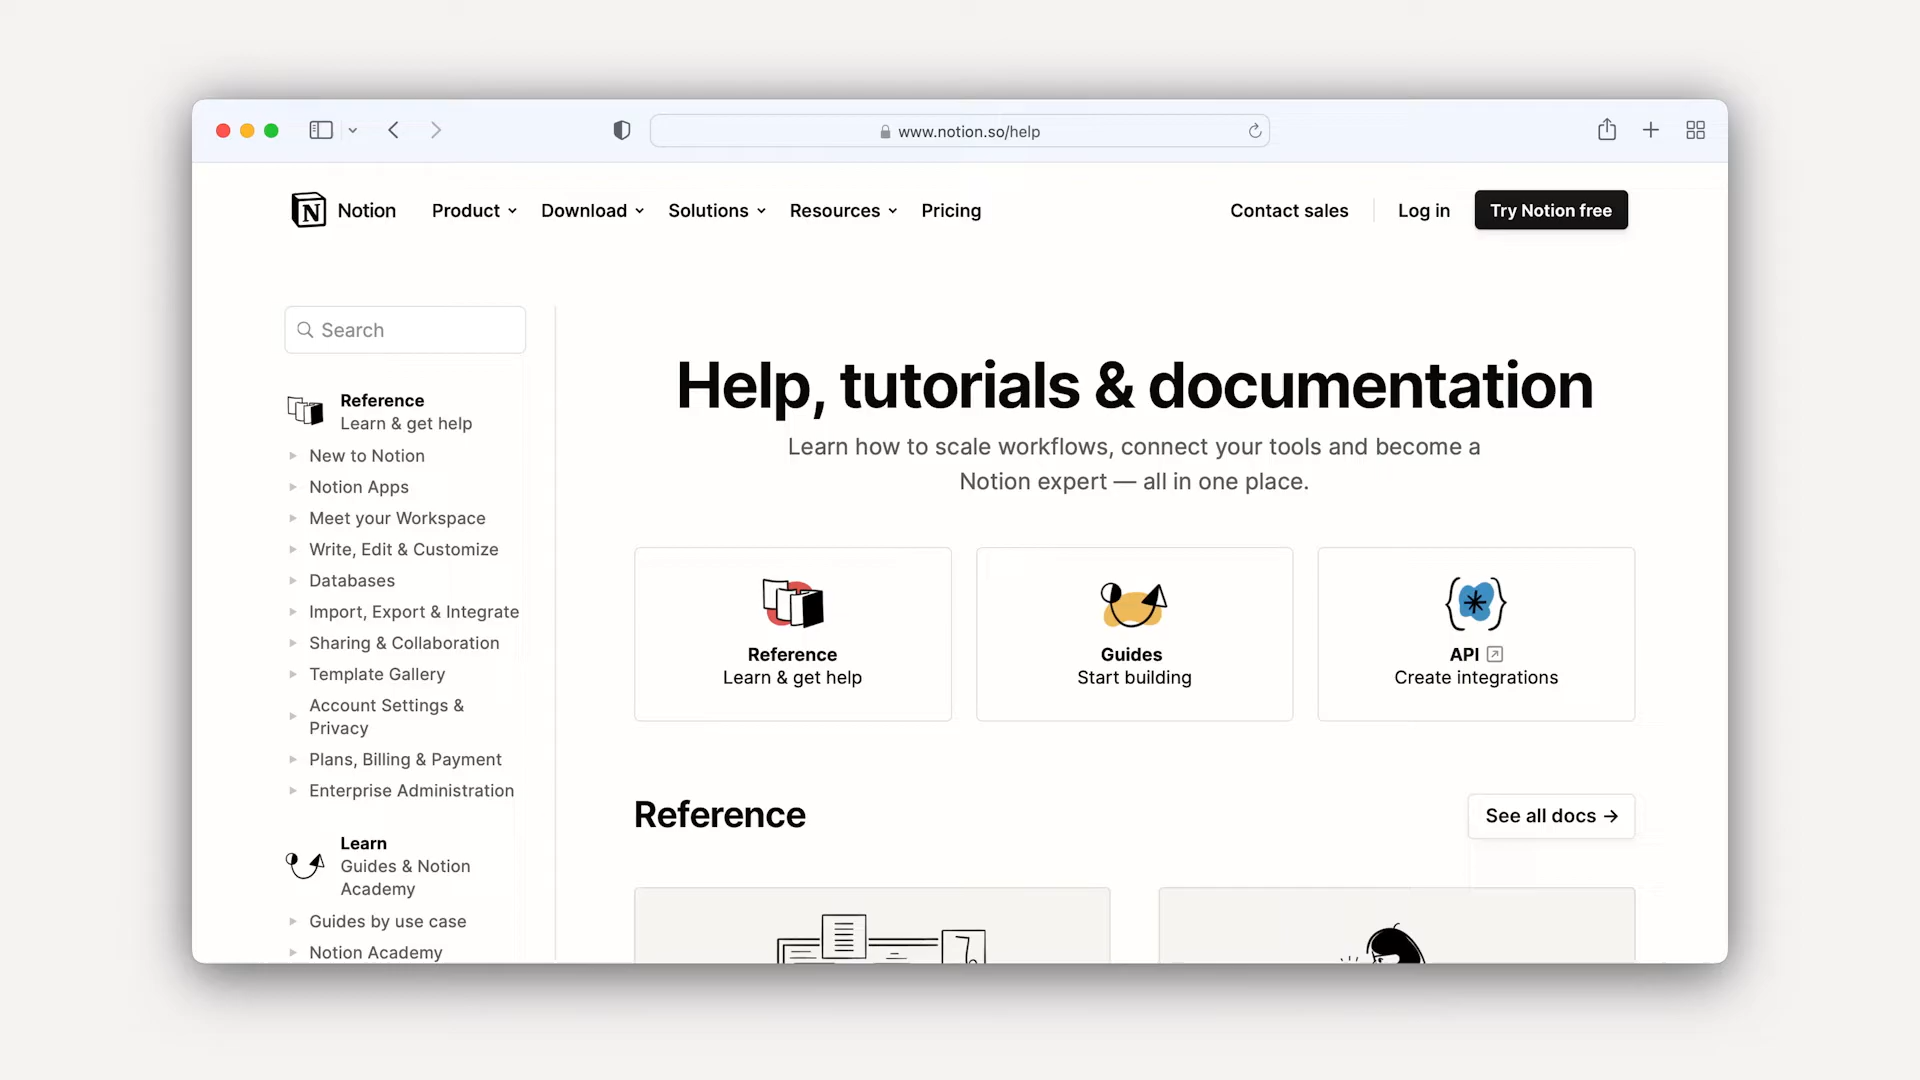 www.notion.so/help
Notion
Product
Download
Solutions
Resources
Pricing
Contact sales
Log in
Try Notion free
Search
Reference
Learn & get help
New to Notion
Notion Apps
Meet your Workspace
Write, Edit & Customize
Databases
Import, Export & Integrate
Sharing & Collaboration
Template Gallery
Account Settings &
Privacy
Plans, Billing & Payment
Enterprise Administration
Learn
Guides & Notion
Academy
Guides by use case
Notion Academy
Help, tutorials & documentation
Learn how to scale workflows, connect your tools and become a
Notion expert — all in one place.
Reference
Learn & get help
Guides
Start building
API
Create integrations
Reference
See all docs →